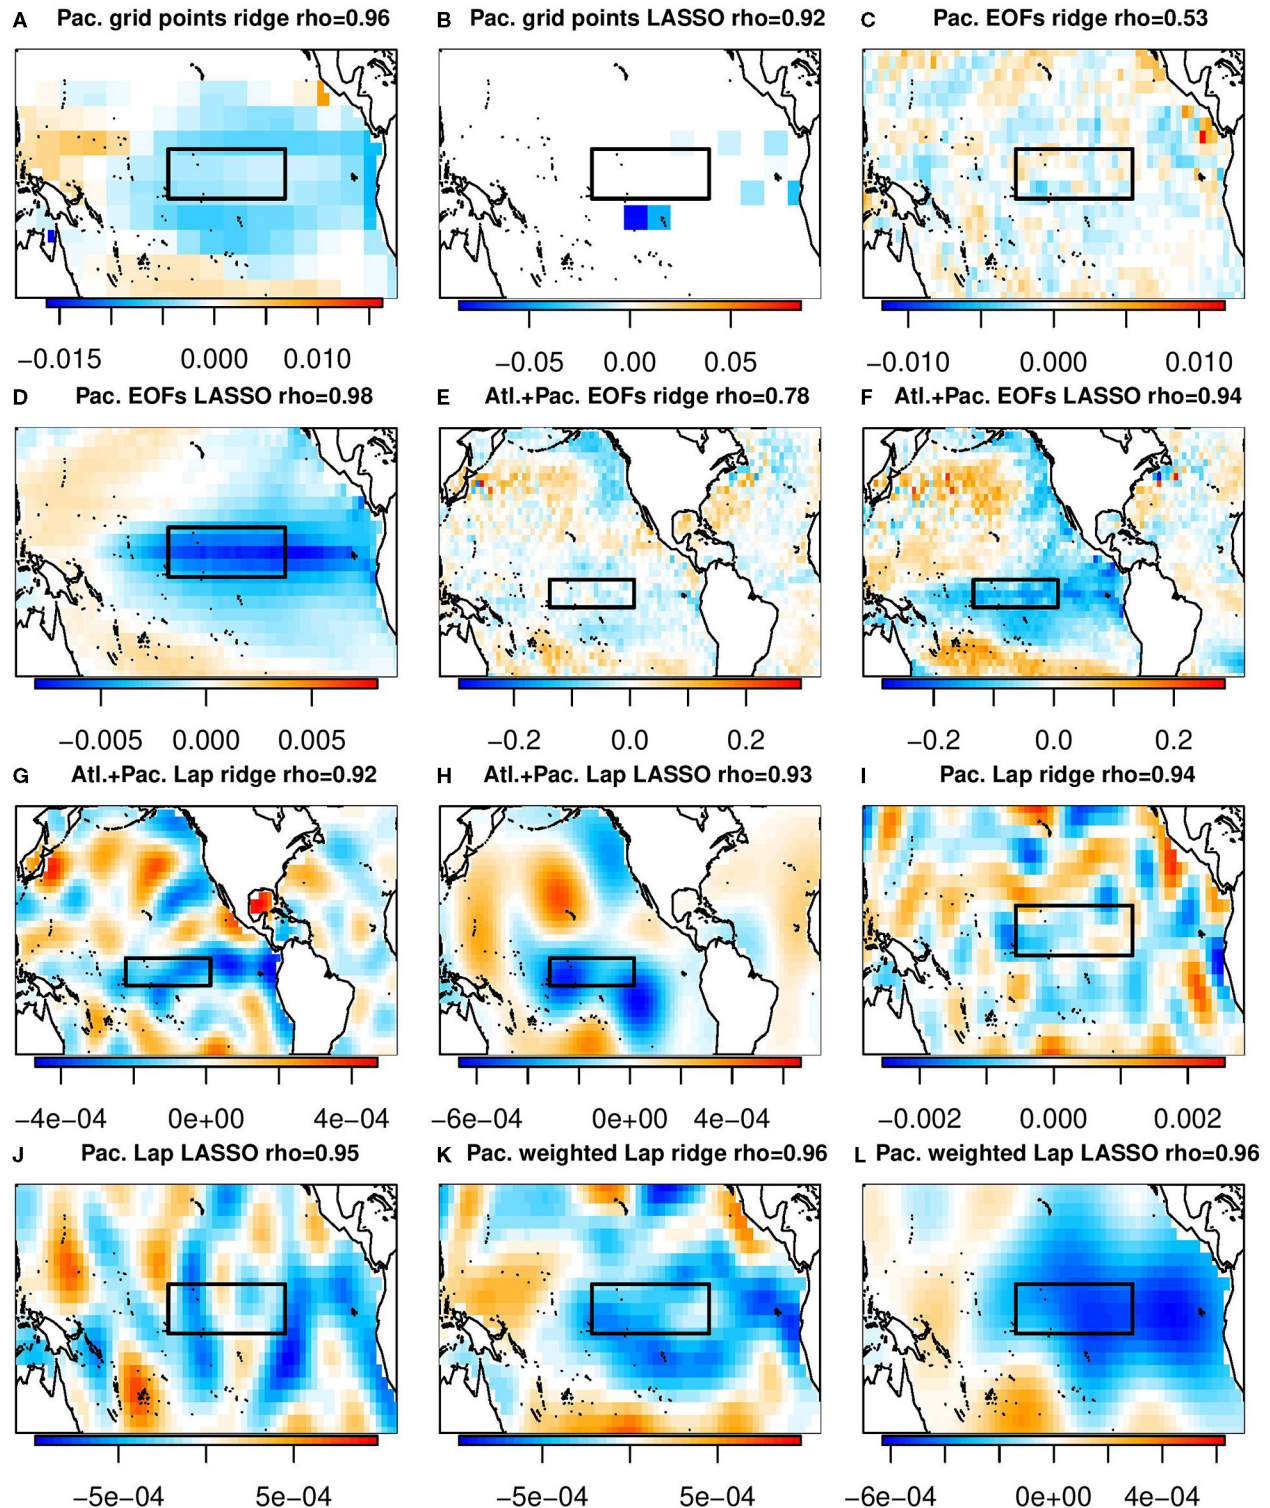 A Pac. grid points ridge rho=0.96
B Pac. grid points LASSO rho=0.92
C Pac. EOFs ridge rho=0.53
−0.015 0.000 0.010
−0.05 0.00 0.05
−0.010 0.000 0.010
D Pac. EOFs LASSO rho=0.98
E Atl.+Pac. EOFs ridge rho=0.78
F Atl.+Pac. EOFs LASSO rho=0.94
−0.005 0.000 0.005
−0.2 0.0 0.2
−0.2 0.0 0.2
G Atl.+Pac. Lap ridge rho=0.92
H Atl.+Pac. Lap LASSO rho=0.93
I Pac. Lap ridge rho=0.94
−4e−04 0e+00 4e−04
−6e−04 0e+00 4e−04
−0.002 0.000 0.002
J Pac. Lap LASSO rho=0.95
K Pac. weighted Lap ridge rho=0.96
L Pac. weighted Lap LASSO rho=0.96
−5e−04 5e−04
−5e−04 5e−04
−6e−04 0e+00 4e−04